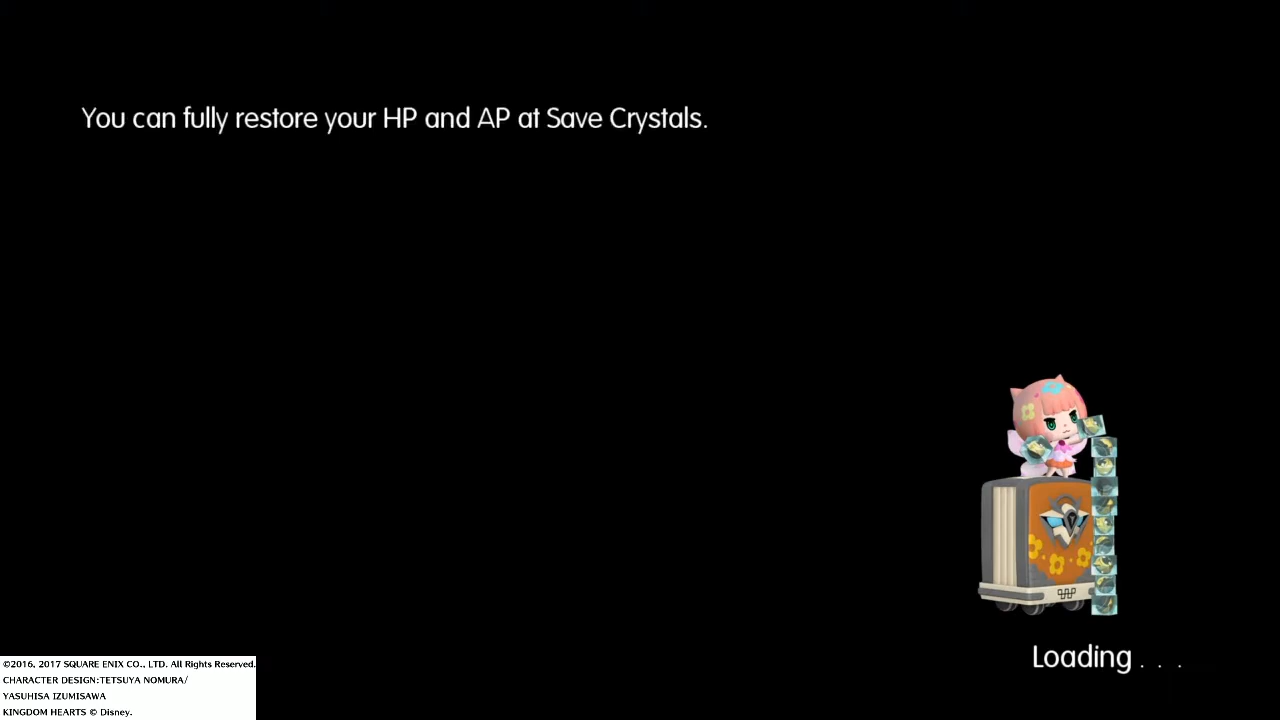 You can fully restore your HP and AP at Save Crystals.
Loading . . .
©2016, 2017 SQUARE ENIX CO., LTD. All Rights Reserved.
CHARACTER DESIGN:TETSUYA NOMURA/
YASUHISA IZUMISAWA
KINGDOM HEARTS © Disney.